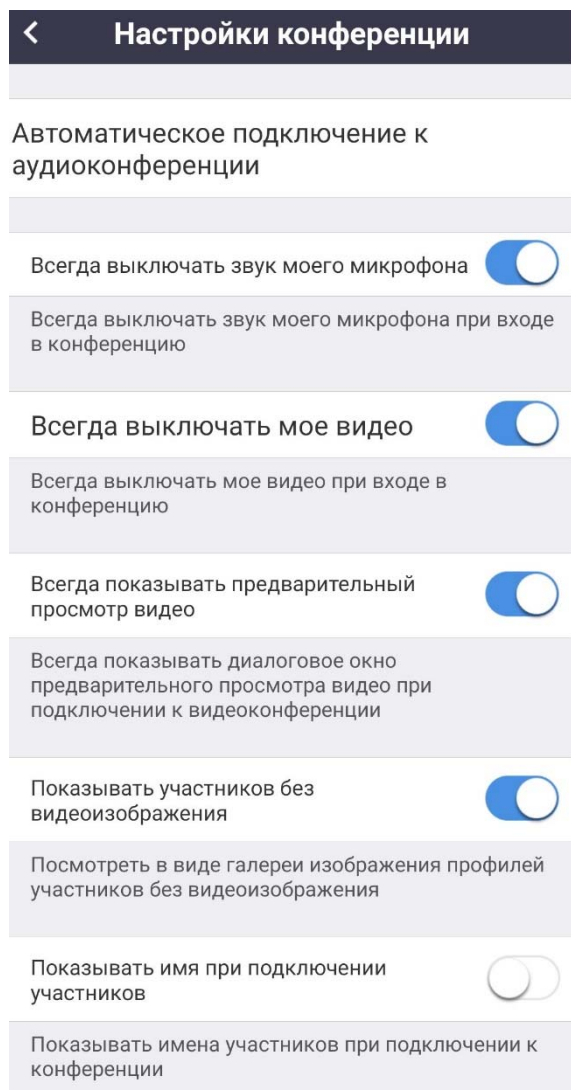 Настройки конференции
Автоматическое подключение к
аудиоконференции
Всегда выключать звук моего микрофона
Всегда выключать звук моего микрофона при входе
в конференцию
Всегда выключать мое видео
Всегда выключать мое видео при входе в
конференцию
Всегда показывать предварительный
просмотр видео
Всегда показывать диалоговое окно
предварительного просмотра видео при
подключении к видеоконференции
Показывать участников без
видеоизображения
Посмотреть в виде галереи изображения профилей
участников без видеоизображения
Показывать имя при подключении
участников
Показывать имена участников при подключении к
конференции